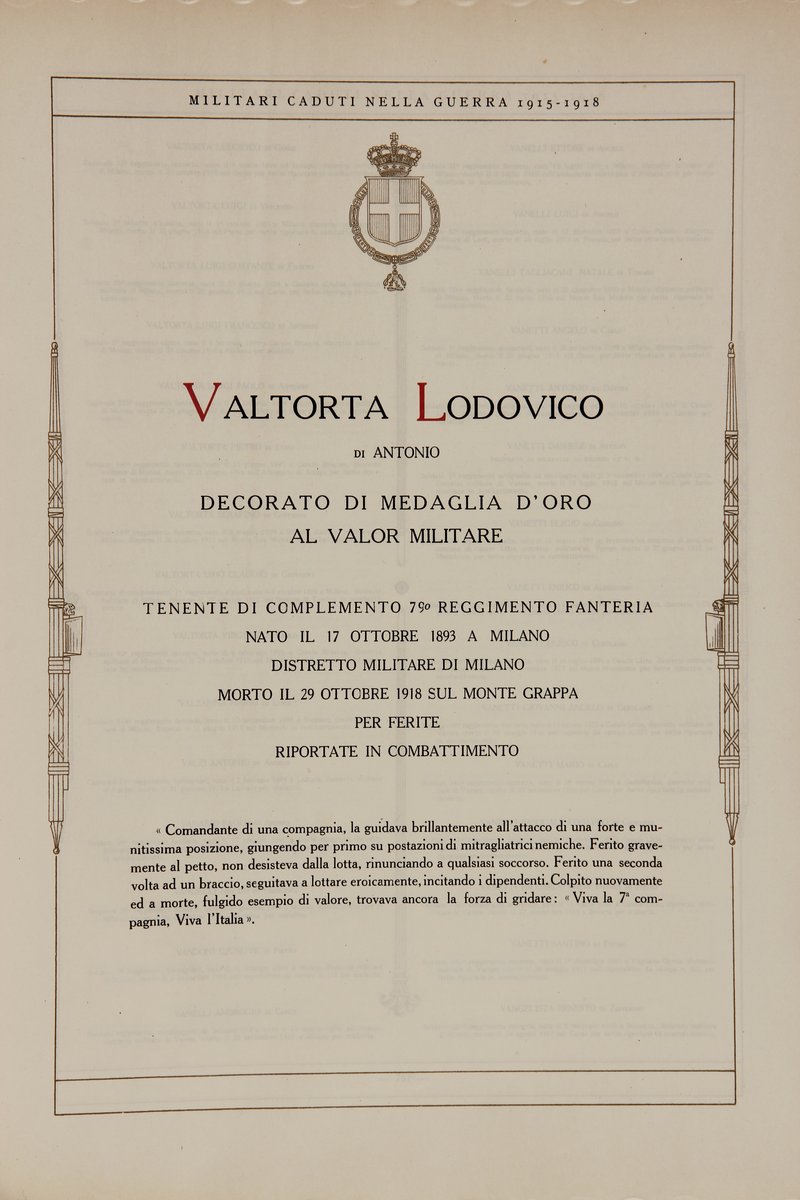 MILITARI CADUTI NELLA GUERRA 1915-1918
VALTORTA LODOVICO
DI ANTONIO
DECORATO DI MEDAGLIA D'ORO
AL VALOR MILITARE
TENENTE DI COMPLEMENTO 79º REGGIMENTO FANTERIA
NATO IL 17 OTTOBRE 1893 A MILANO
DISTRETTO MILITARE DI MILANO
MORTO IL 29 OTTOBRE 1918 SUL MONTE GRAPPA
PER FERITE
RIPORTATE IN COMBATTIMENTO
« Comandante di una compagnia, la guidava brillantemente all'attacco di una forte e mu-
nitissima posizione, giungendo per primo su postazioni di mitragliatrici nemiche. Ferito grave-
mente al petto, non desisteva dalla lotta, rinunciando a qualsiasi soccorso. Ferito una seconda
volta ad un braccio, seguitava a lottare eroicamente, incitando i dipendenti. Colpito nuovamente
ed a morte, fulgido esempio di valore, trovava ancora la forza di gridare: « Viva la 7ª com-
pagnia, Viva l'Italia ».